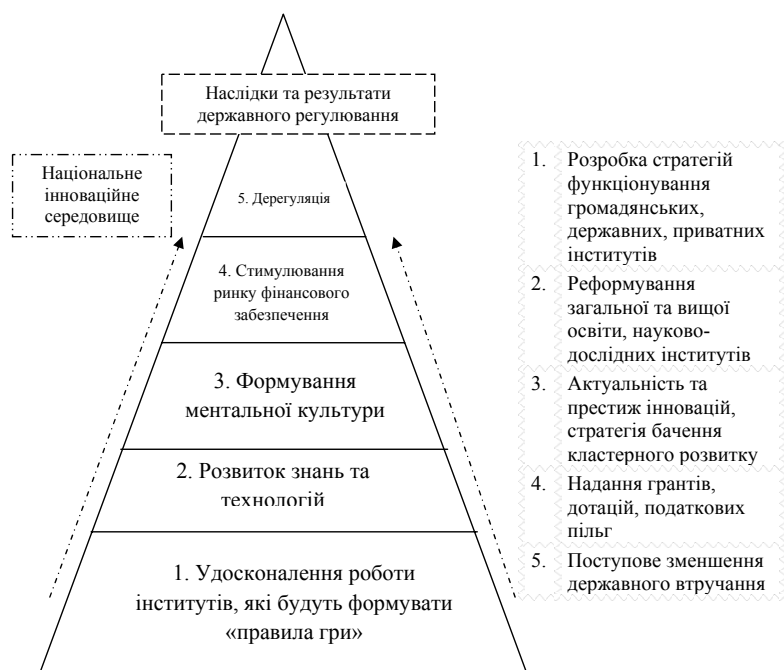 Наслідки та результати
державного регулювання
Національне
інноваційне
середовище
5. Дерегуляція
4. Стимулювання
ринку фінансового
забезпечення
3. Формування
ментальної культури
2. Розвиток знань та
технологій
1. Удосконалення роботи
інститутів, які будуть формувати
«правила гри»
1. Розробка стратегій
функціонування
громадянських,
державних, приватних
інститутів
2. Реформування
загальної та вищої
освіти, науково-
дослідних інститутів
3. Актуальність та
престиж інновацій,
стратегія бачення
кластерного розвитку
4. Надання грантів,
дотацій, податкових
пільг
5. Поступове зменшення
державного втручання